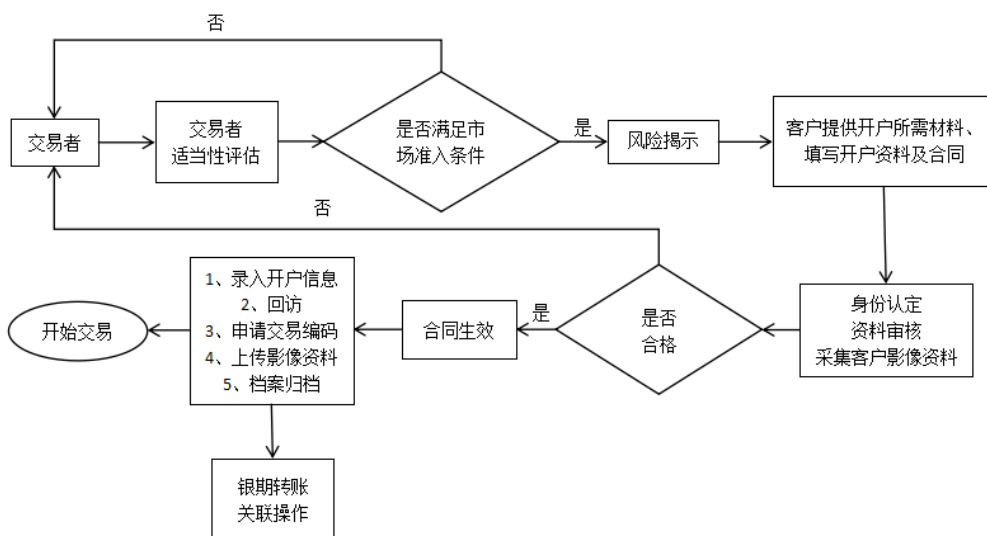 否
交易者
交易者
适当性评估
是否满足市
场准入条件
是
风险揭示
客户提供开户所需材料、
填写开户资料及合同
否
开始交易
1、录入开户信息
2、回访
3、申请交易编码
4、上传影像资料
5、档案归档
合同生效
是
是否
合格
身份认定
资料审核
采集客户影像资料
银期转账
关联操作